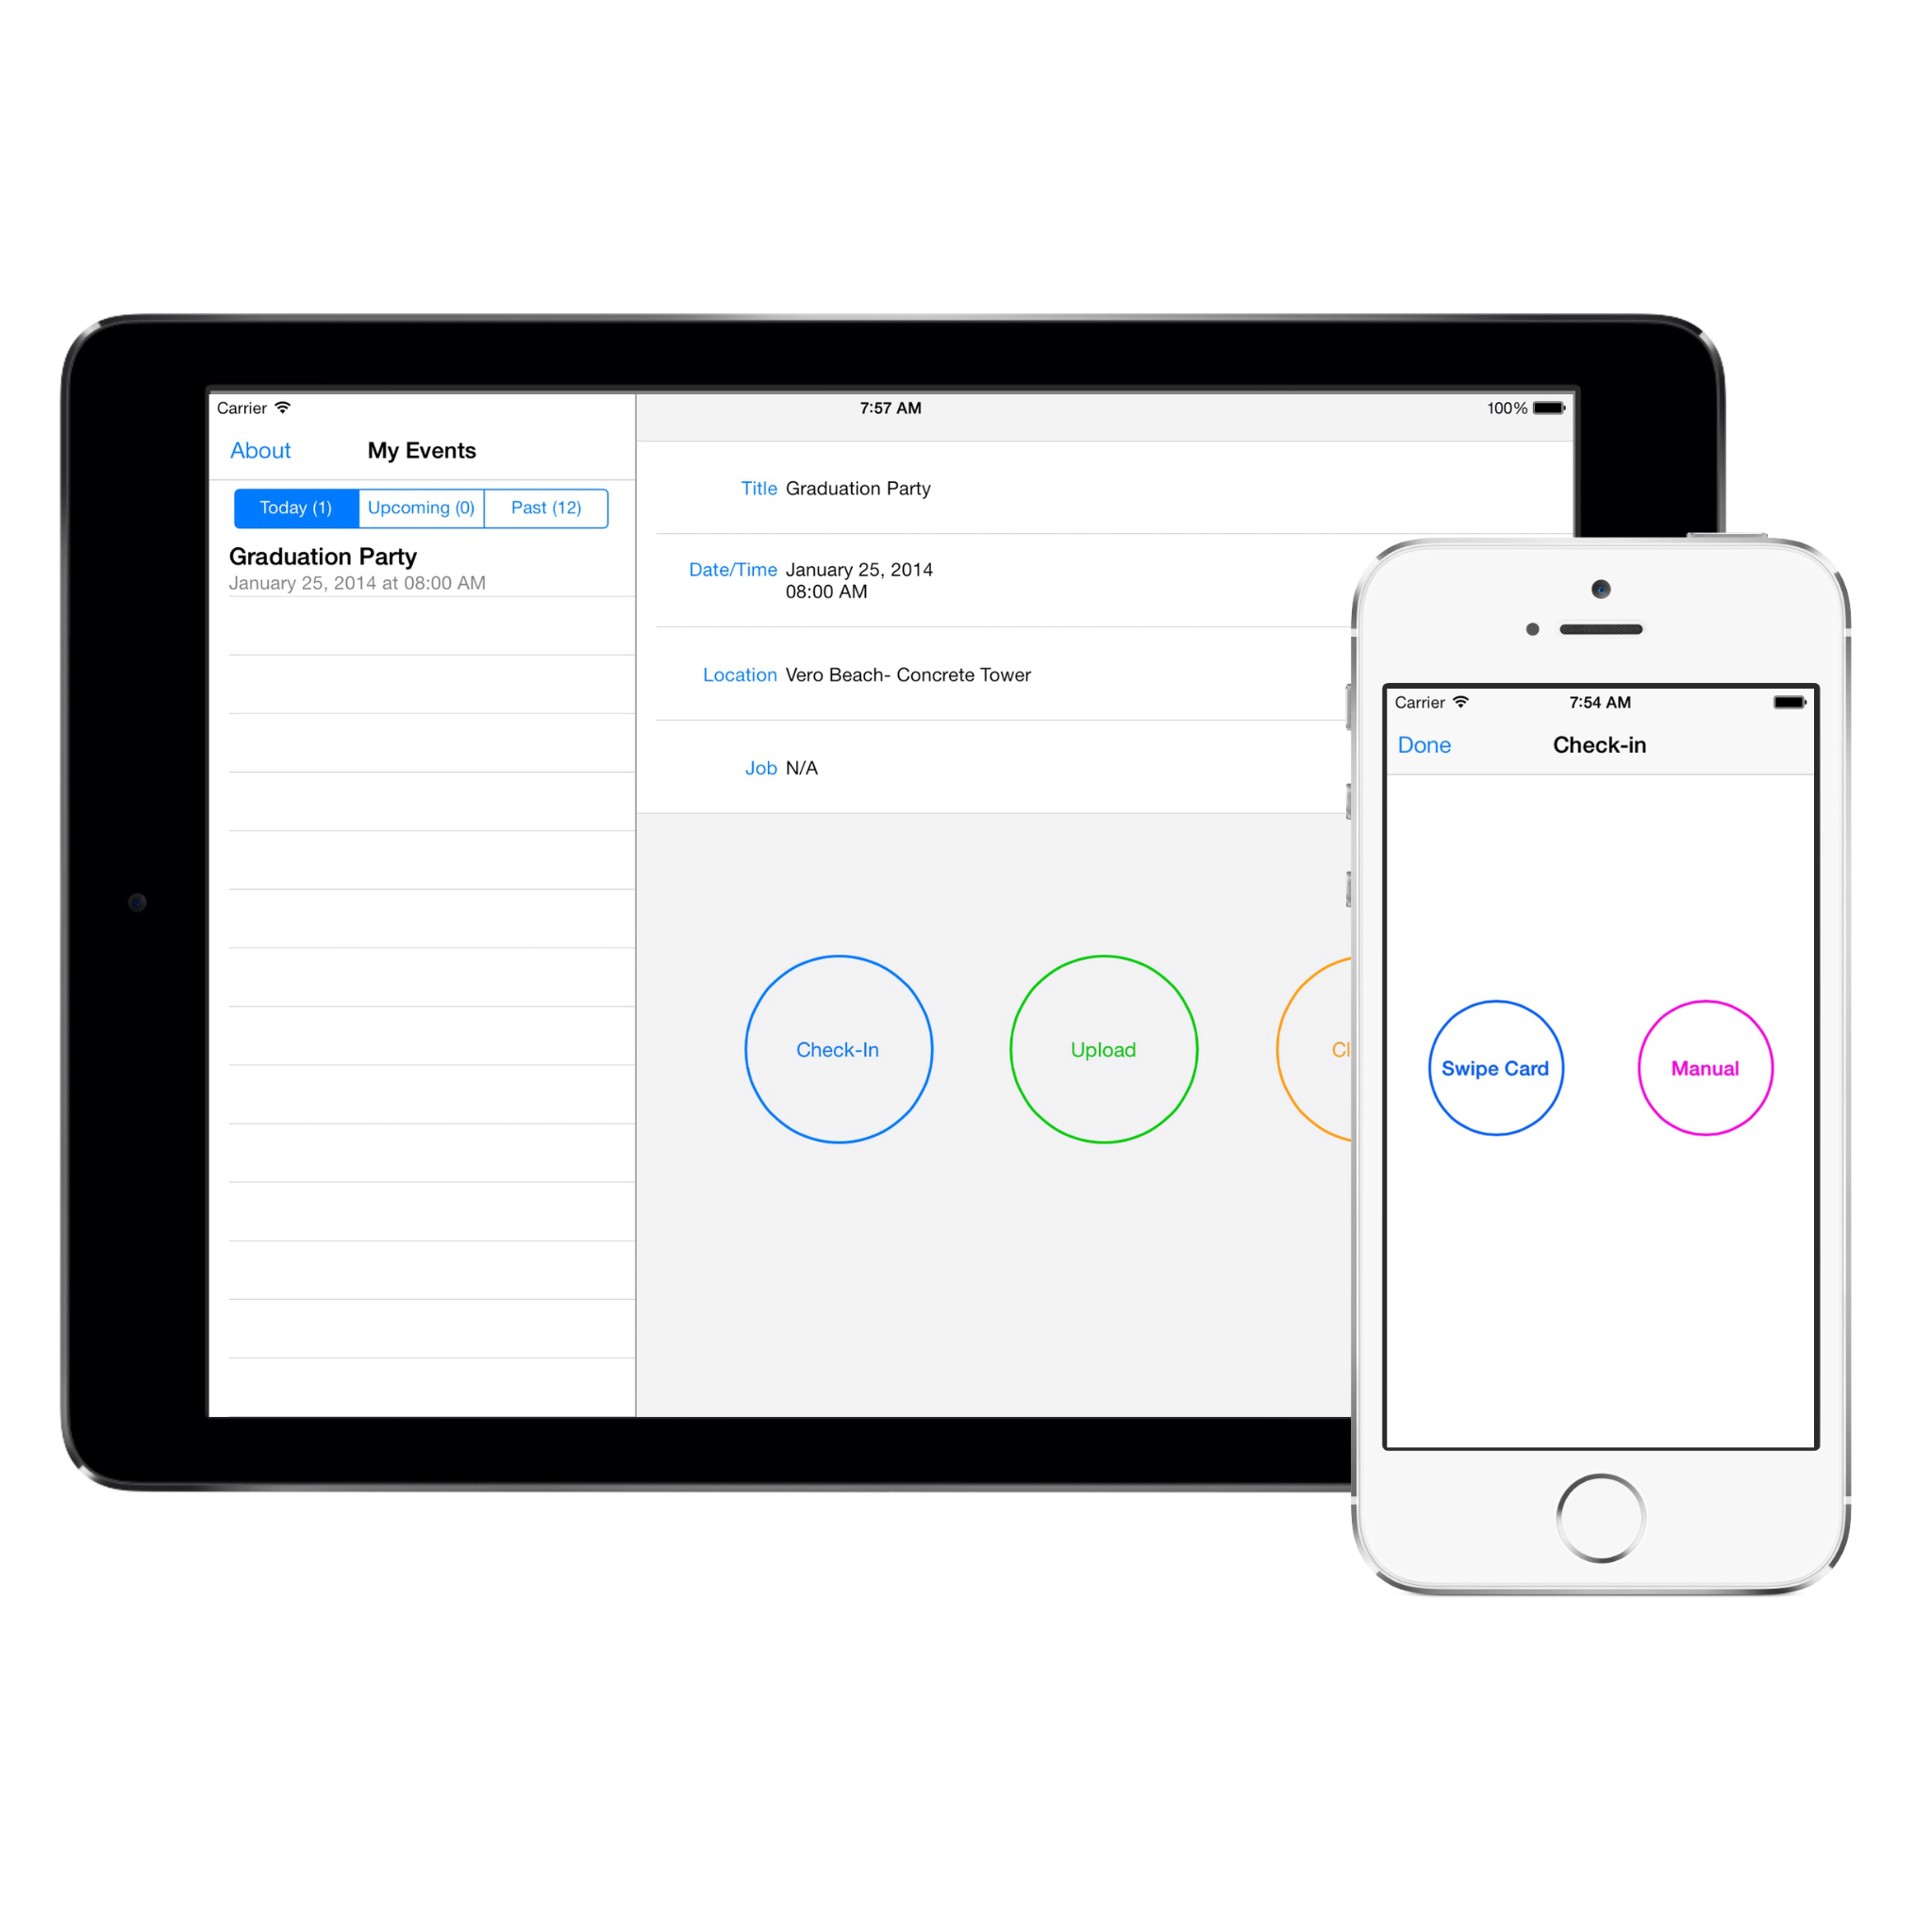 Carrier
7:57 AM
100%
About
My Events
Today (1)
Upcoming (0)
Past (12)
Graduation Party
January 25, 2014 at 08:00 AM
Title Graduation Party
Date/Time January 25, 2014
08:00 AM
Location Vero Beach- Concrete Tower
Job N/A
Check-In
Upload
Carrier
7:54 AM
Done
Check-in
Swipe Card
Manual